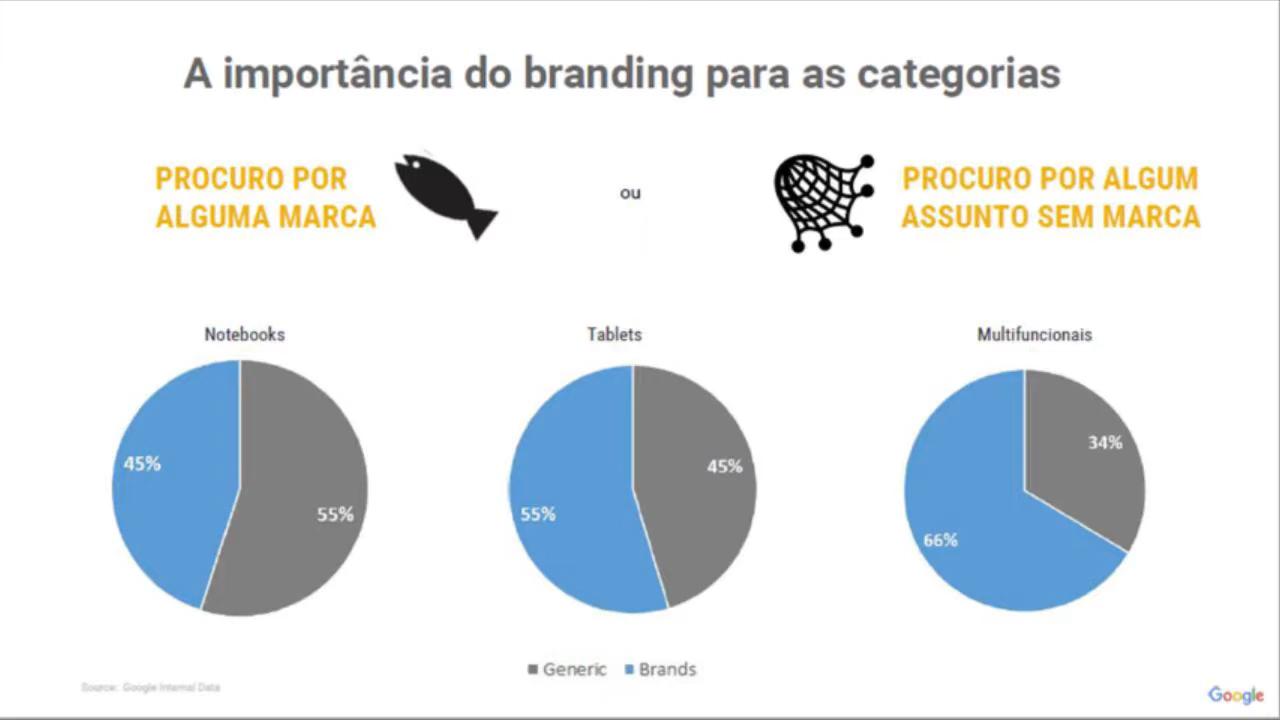 A importância do branding para as categorias
PROCURO POR
ALGUMA MARCA
ou
PROCURO POR ALGUM
ASSUNTO SEM MARCA
Notebooks
45%
55%
Tablets
45%
55%
Multifuncionais
34%
66%
Generic
Brands
Source: Google Internal Data
Google